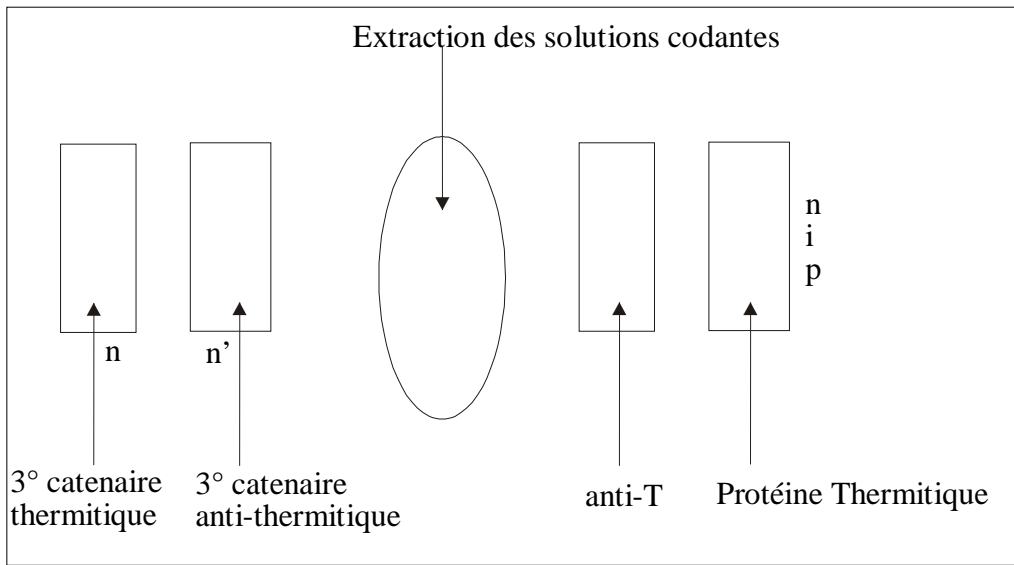 Extraction des solutions codantes
n
i
p
n
n’
3° catenaire
thermitique
3° catenaire
anti-thermitique
anti-T
Protéine Thermitique